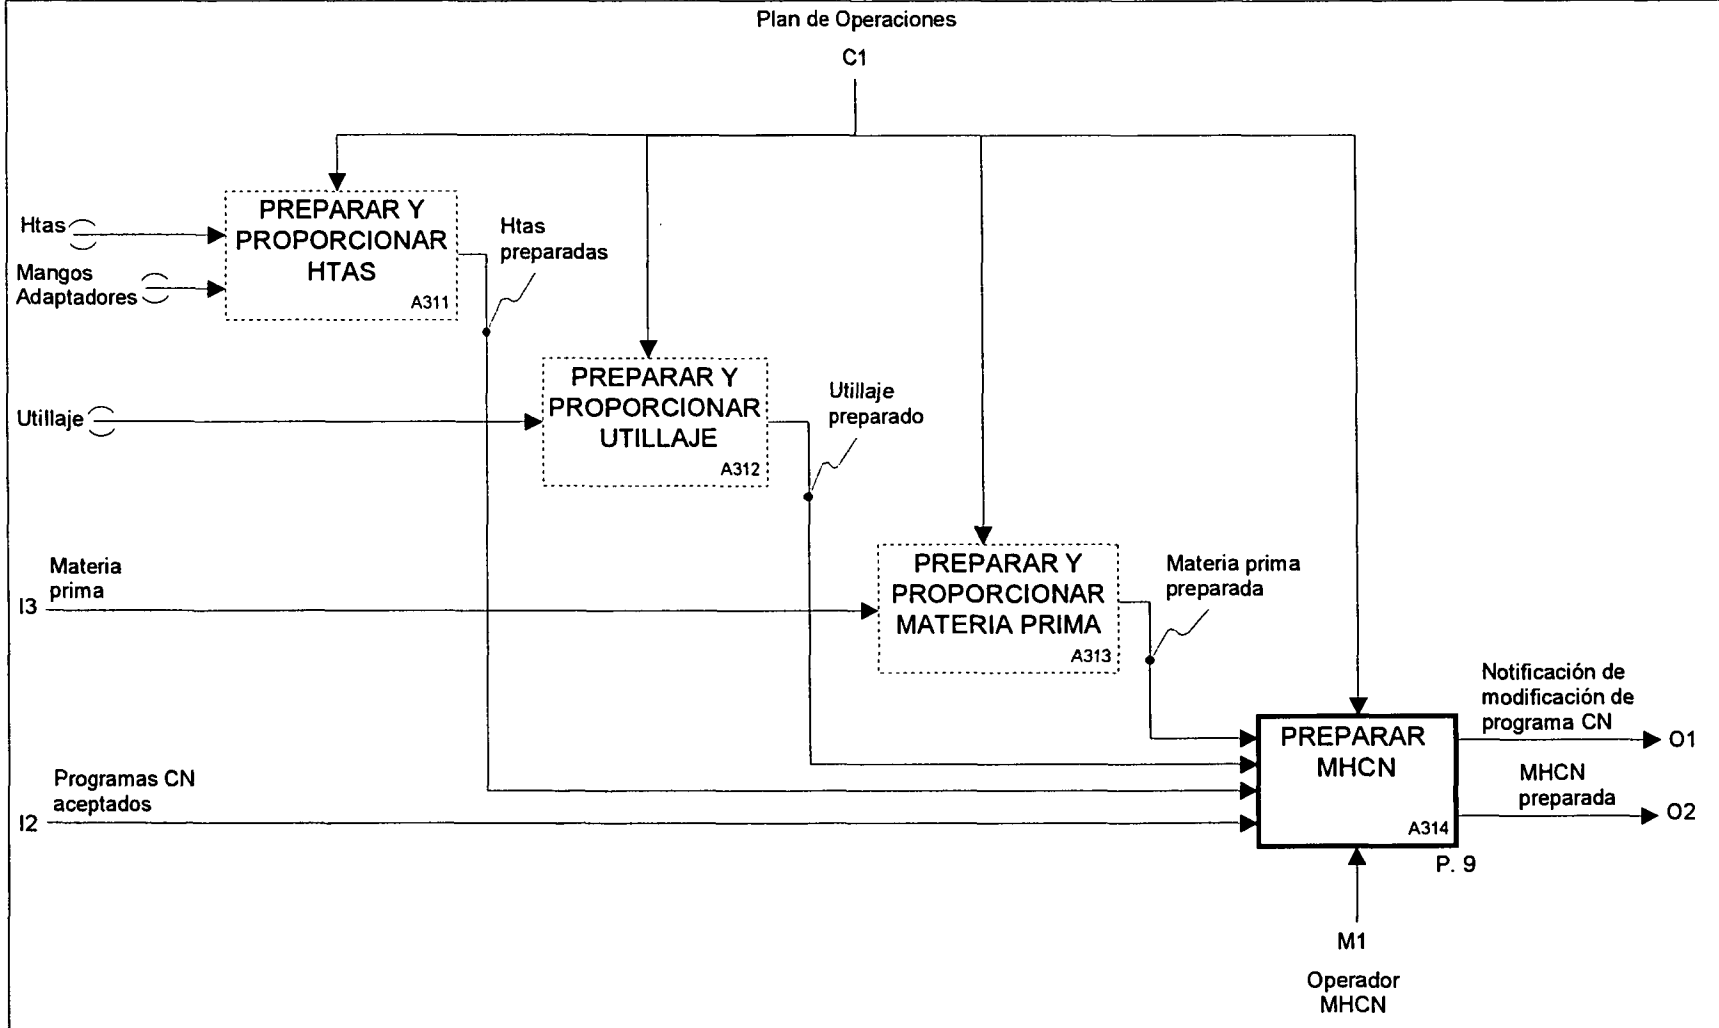 Plan de Operaciones
C1
PREPARAR Y
PROPORCIONAR
HTAS
A311
Htas
Mangos
Adaptadores
Htas
preparadas
PREPARAR Y
PROPORCIONAR
UTILLAJE
A312
Utillaje
Utillaje
preparado
PREPARAR Y
PROPORCIONAR
MATERIA PRIMA
A313
Materia
prima
I3
Materia prima
preparada
PREPARAR
MHCN
A314
P. 9
Programas CN
aceptados
I2
Notificación de
modificación de
programa CN
O1
MHCN
preparada
O2
M1
Operador
MHCN